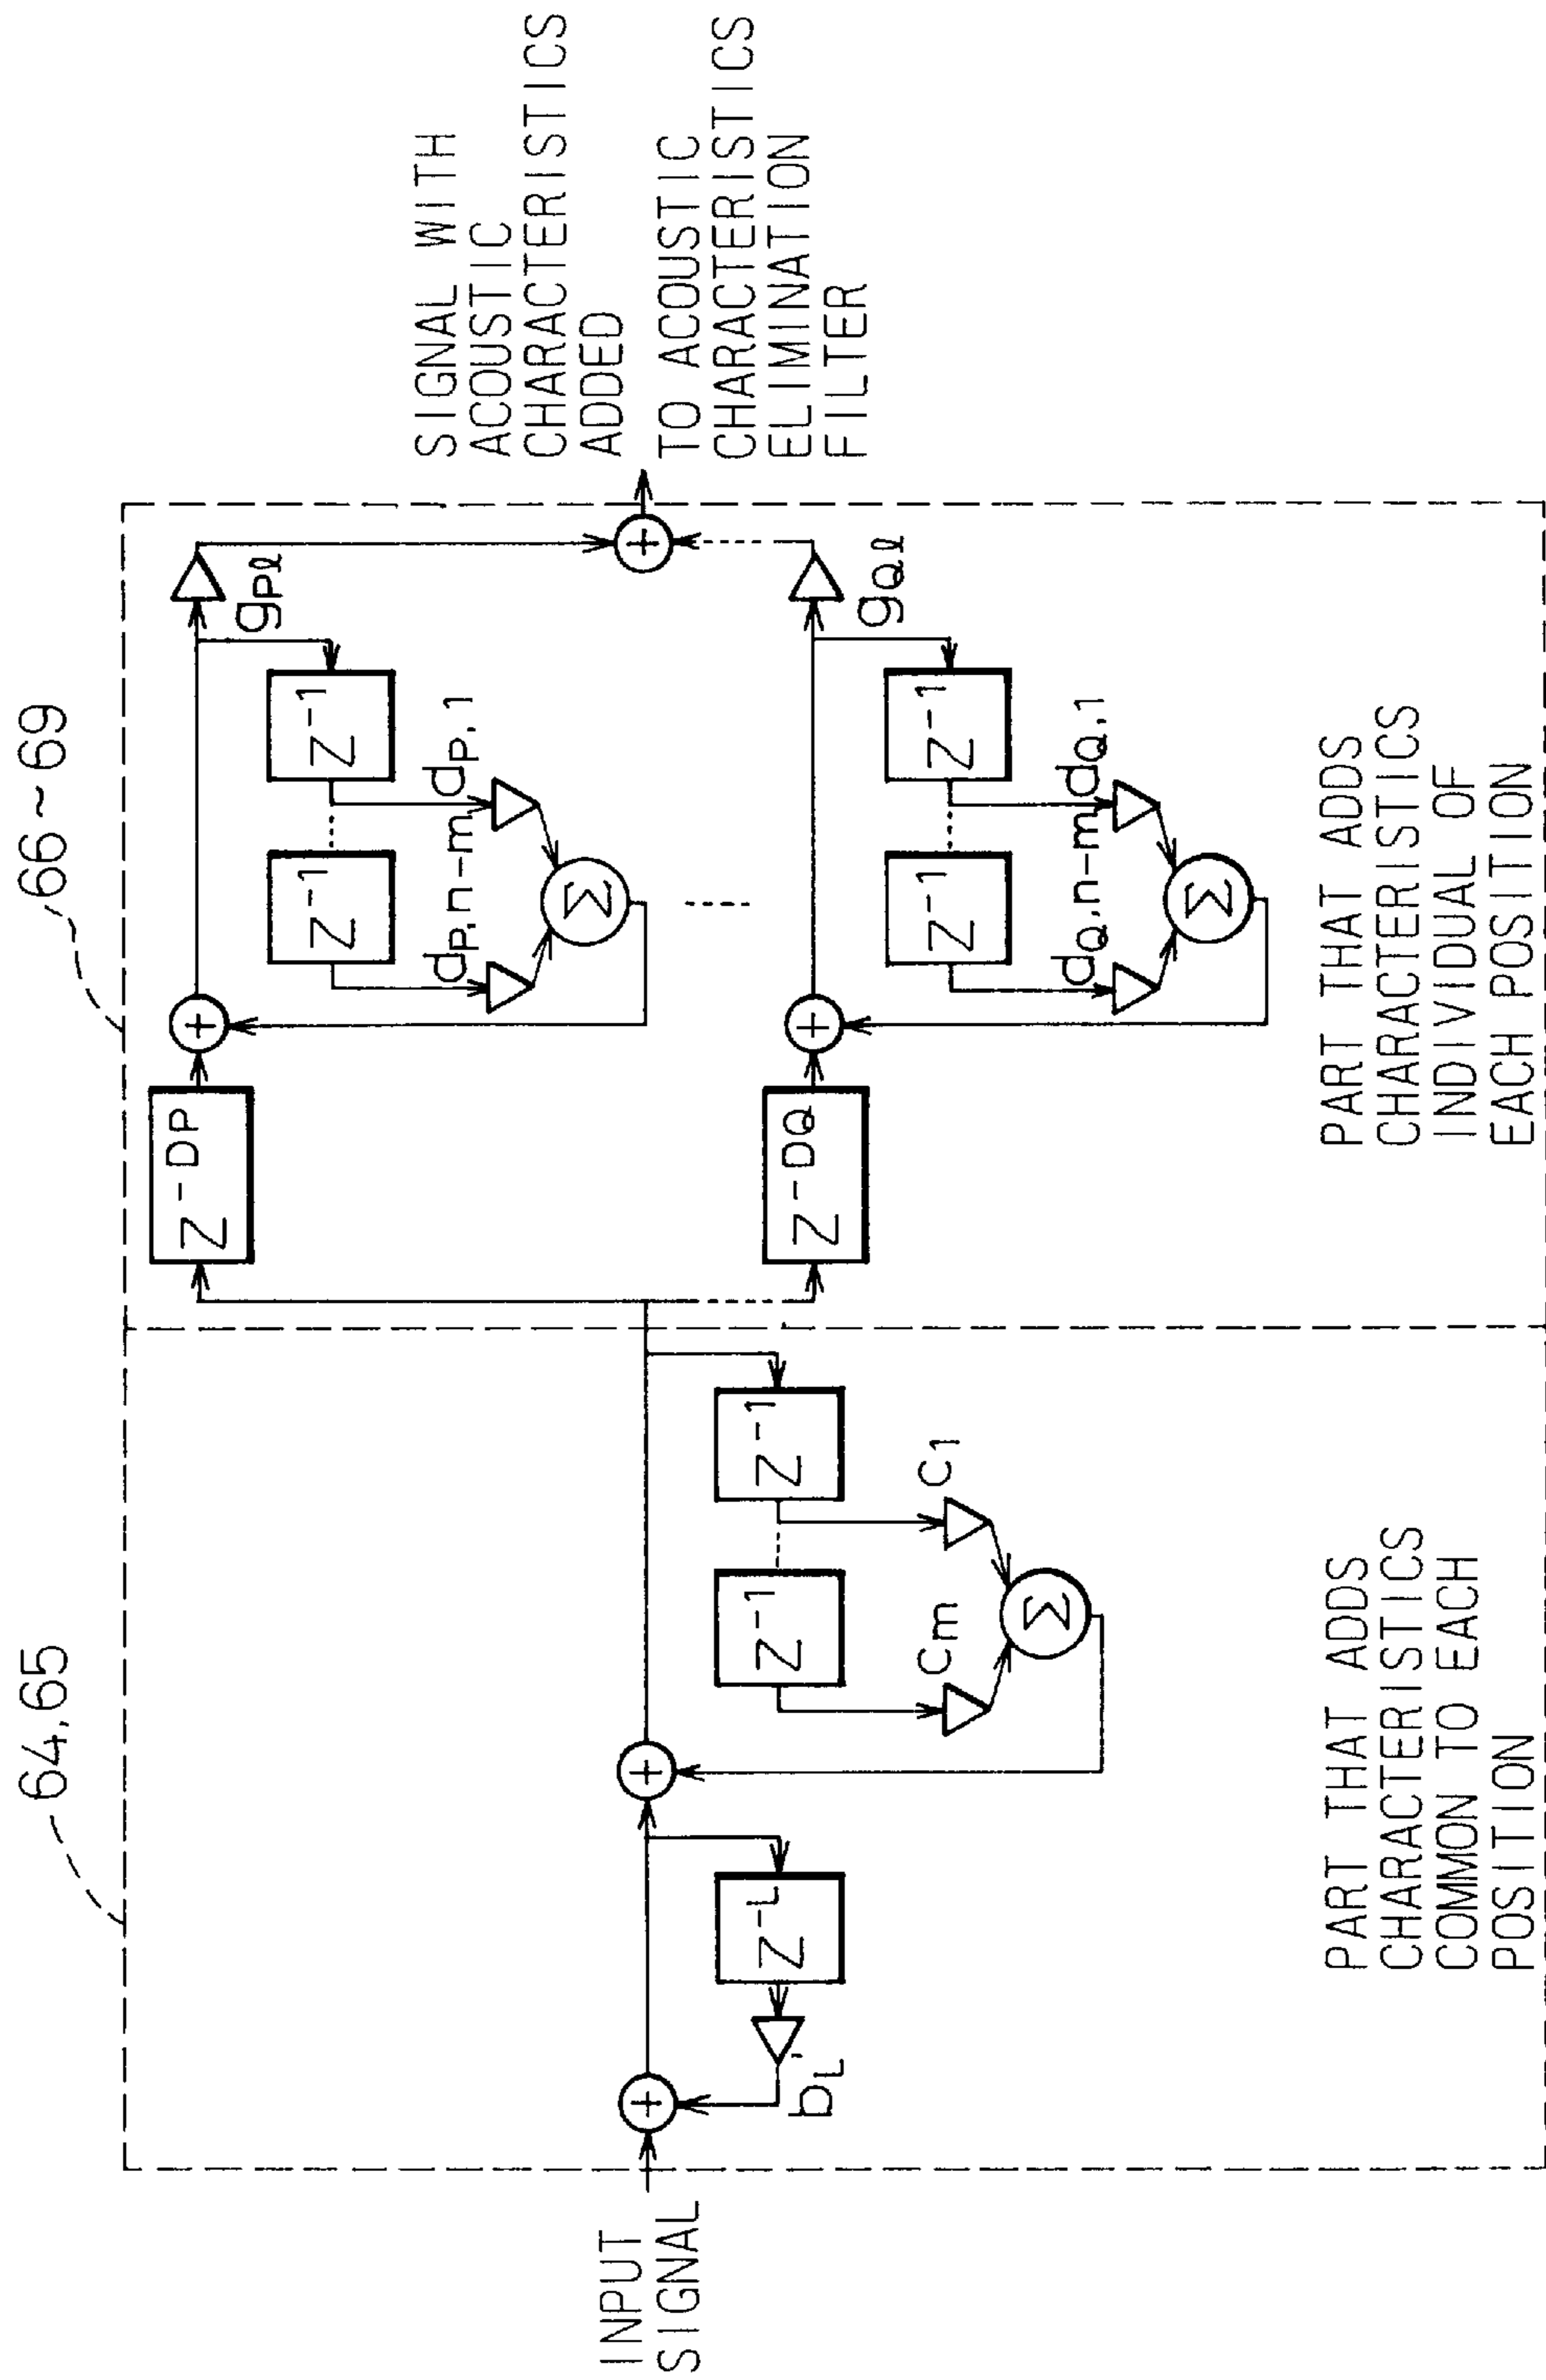 64,65
66~69
INPUT
SIGNAL
b_L
Z^-L
C_m
C_1
Z^-1
Z^-1
PART THAT ADDS
CHARACTERISTICS
COMMON TO EACH
POSITION
Z^-DP
d_P,n-m
d_P,1
Z^-1
Z^-1
Σ
g_Pℓ
Z^-DQ
d_Q,n-m
d_Q,1
Z^-1
Z^-1
Σ
g_Qℓ
Σ
PART THAT ADDS
CHARACTERISTICS
INDIVIDUAL OF
EACH POSITION
SIGNAL WITH
ACOUSTIC
CHARACTERISTICS
ADDED
TO ACOUSTIC
CHARACTERISTICS
ELIMINATION
FILTER